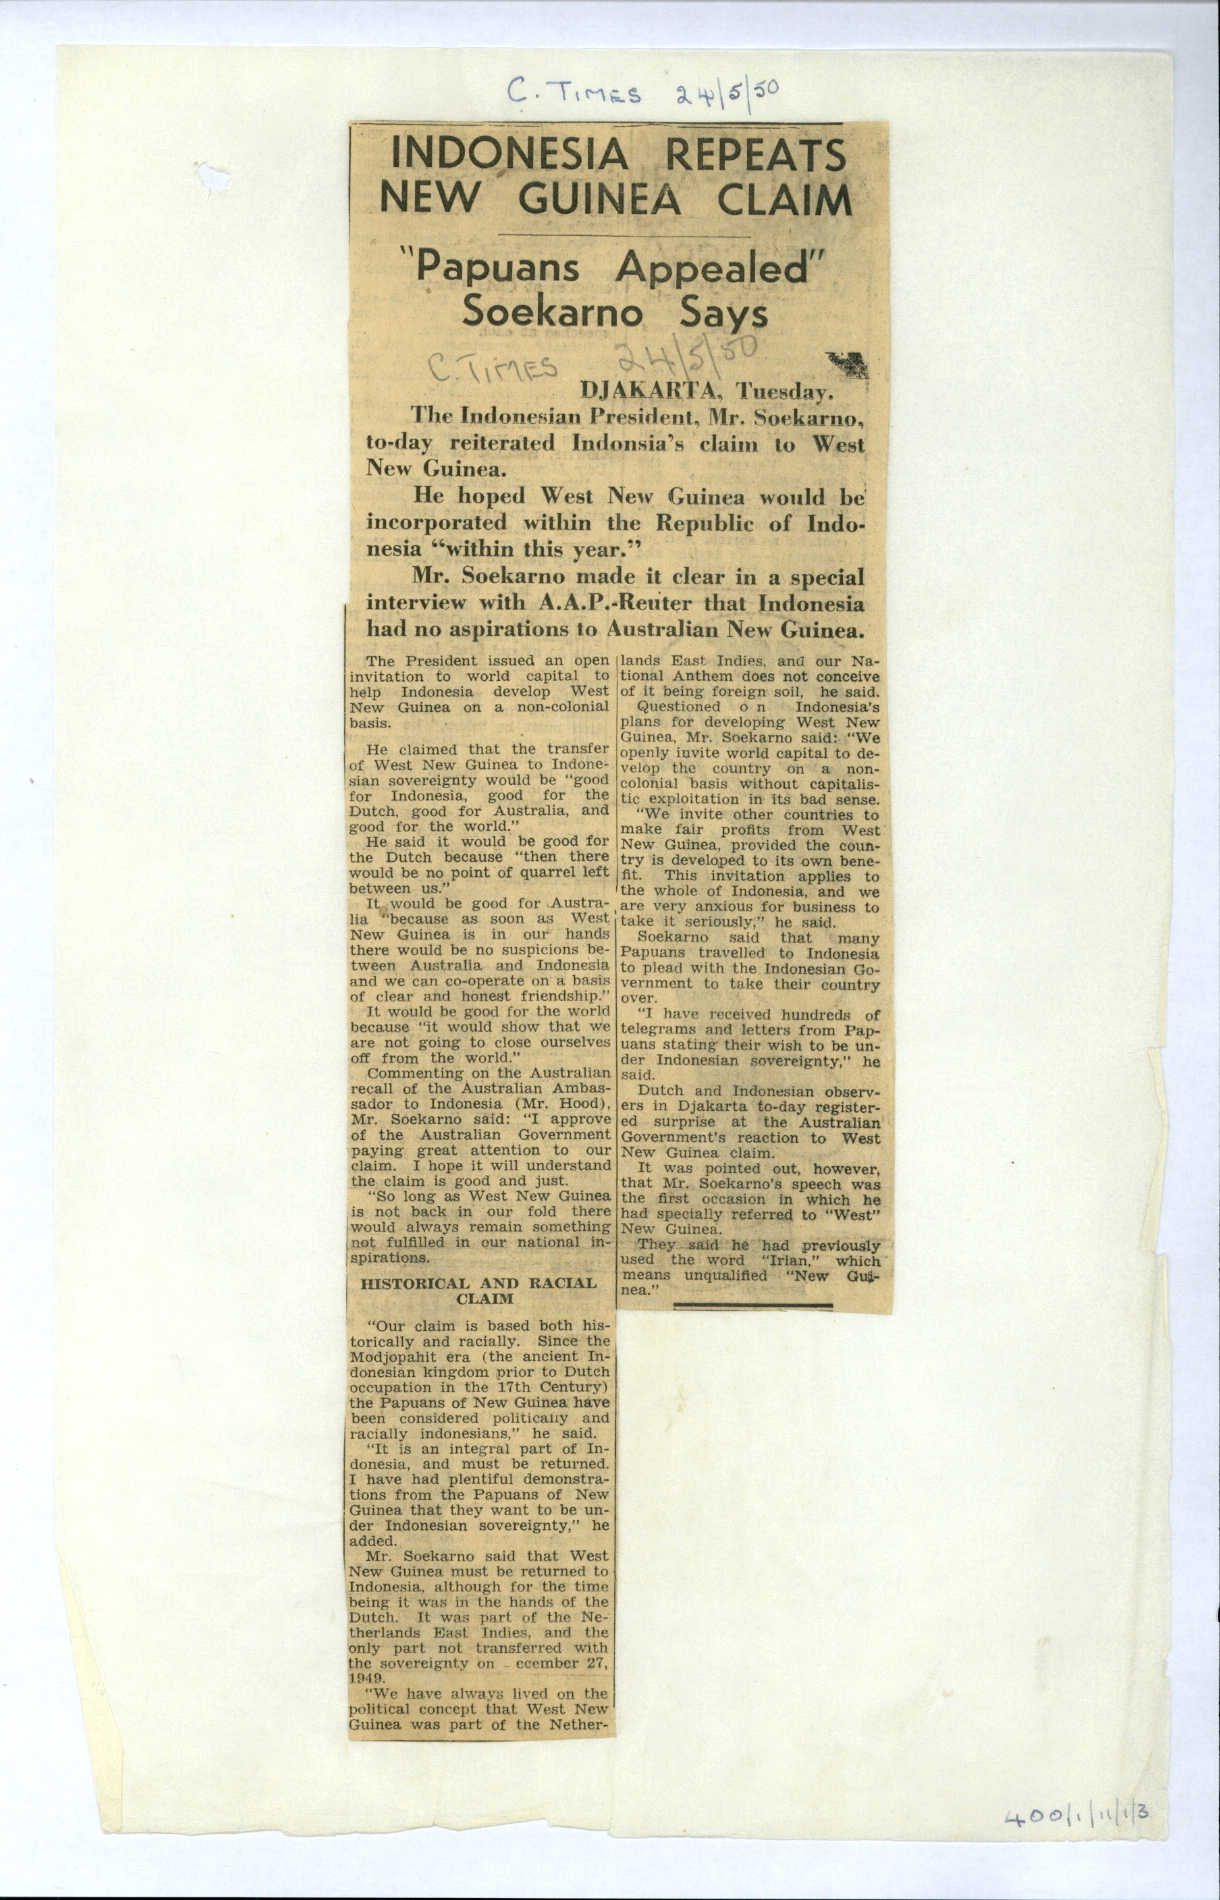 C. TIMES 24/5/50
INDONESIA REPEATS
NEW GUINEA CLAIM
"Papuans Appealed"
Soekarno Says
C. TIMES 24/5/50
DJAKARTA, Tuesday.
The Indonesian President, Mr. Soekarno,
to-day reiterated Indonsia's claim to West
New Guinea.
He hoped West New Guinea would be
incorporated within the Republic of Indo-
nesia "within this year."
Mr. Soekarno made it clear in a special
interview with A.A.P.-Reuter that Indonesia
had no aspirations to Australian New Guinea.
The President issued an open
invitation to world capital to
help Indonesia develop West
New Guinea on a non-colonial
basis.
He claimed that the transfer
of West New Guinea to Indone-
sian sovereignty would be "good
for Indonesia, good for the
Dutch, good for Australia, and
good for the world."
He said it would be good for
the Dutch because "then there
would be no point of quarrel left
between us."
It would be good for Austra-
lia "because as soon as West
New Guinea is in our hands
there would be no suspicions be-
tween Australia and Indonesia
and we can co-operate on a basis
of clear and honest friendship."
It would be good for the world
because "it would show that we
are not going to close ourselves
off from the world."
Commenting on the Australian
recall of the Australian Ambas-
sador to Indonesia (Mr. Hood),
Mr. Soekarno said: "I approve
of the Australian Government
paying great attention to our
claim. I hope it will understand
the claim is good and just.
"So long as West New Guinea
is not back in our fold there
would always remain something
not fulfilled in our national in-
spirations.
HISTORICAL AND RACIAL
CLAIM
"Our claim is based both his-
torically and racially. Since the
Modjopahit era (the ancient In-
donesian kingdom prior to Dutch
occupation in the 17th Century)
the Papuans of New Guinea have
been considered politically and
racially indonesians," he said.
"It is an integral part of In-
donesia, and must be returned.
I have had plentiful demonstra-
tions from the Papuans of New
Guinea that they want to be un-
der Indonesian sovereignty," he
added.
Mr. Soekarno said that West
New Guinea must be returned to
Indonesia, although for the time
being it was in the hands of the
Dutch. It was part of the Ne-
therlands East Indies, and the
only part not transferred with
the sovereignty on ecember 27,
1949.
"We have always lived on the
political concept that West New
Guinea was part of the Nether-
lands East Indies, and our Na-
tional Anthem does not conceive
of it being foreign soil, he said.
Questioned on Indonesia's
plans for developing West New
Guinea, Mr. Soekarno said: "We
openly invite world capital to de-
velop the country on a non-
colonial basis without capitalis-
tic exploitation in its bad sense.
"We invite other countries to
make fair profits from West
New Guinea, provided the coun-
try is developed to its own bene-
fit. This invitation applies to
the whole of Indonesia, and we
are very anxious for business to
take it seriously," he said.
Soekarno said that many
Papuans travelled to Indonesia
to plead with the Indonesian Go-
vernment to take their country
over.
"I have received hundreds of
telegrams and letters from Pap-
uans stating their wish to be un-
der Indonesian sovereignty," he
said.
Dutch and Indonesian observ-
ers in Djakarta to-day register-
ed surprise at the Australian
Government's reaction to West
New Guinea claim.
It was pointed out, however,
that Mr. Soekarno's speech was
the first occasion in which he
had specially referred to "West"
New Guinea.
They said he had previously
used the word "Irian," which
means unqualified "New Gui-
nea."
400/1/11/1/3